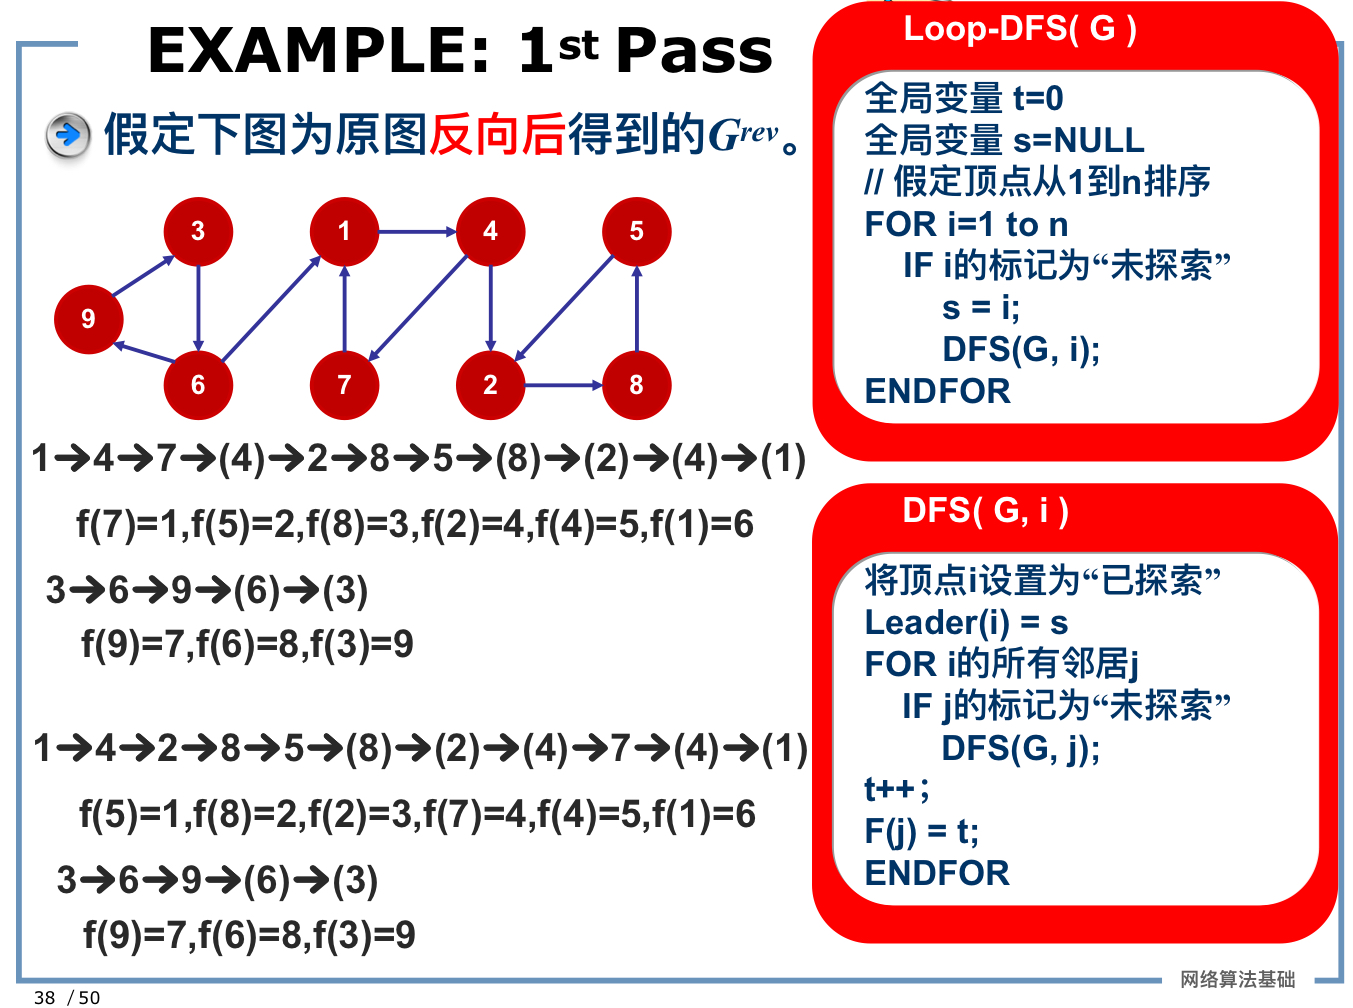 EXAMPLE: 1st Pass
假定下图为原图反向后得到的Grev。
3
1
4
5
9
6
7
2
8
1→4→7→(4)→2→8→5→(8)→(2)→(4)→(1)
f(7)=1,f(5)=2,f(8)=3,f(2)=4,f(4)=5,f(1)=6
3→6→9→(6)→(3)
f(9)=7,f(6)=8,f(3)=9
1→4→2→8→5→(8)→(2)→(4)→7→(4)→(1)
f(5)=1,f(8)=2,f(2)=3,f(7)=4,f(4)=5,f(1)=6
3→6→9→(6)→(3)
f(9)=7,f(6)=8,f(3)=9
Loop-DFS( G )
全局变量 t=0
全局变量 s=NULL
// 假定顶点从1到n排序
FOR i=1 to n
IF i的标记为“未探索”
s = i;
DFS(G, i);
ENDFOR
DFS( G, i )
将顶点i设置为“已探索”
Leader(i) = s
FOR i的所有邻居j
IF j的标记为“未探索”
DFS(G, j);
t++；
F(j) = t;
ENDFOR
网络算法基础
38 / 50